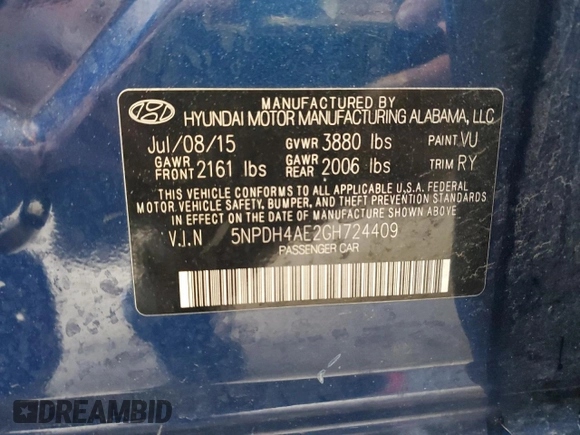 MANUFACTURED BY
HYUNDAI MOTOR MANUFACTURING ALABAMA, LLC
Jul/08/15 GVWR 3880 lbs PAINT VU
GAWR FRONT 2161 lbs GAWR REAR 2006 lbs TRIM RY
THIS VEHICLE CONFORMS TO ALL APPLICABLE U.S.A. FEDERAL
MOTOR VEHICLE SAFETY, BUMPER, AND THEFT PREVENTION STANDARDS
IN EFFECT ON THE DATE OF MANUFACTURE SHOWN ABOVE.
V.I.N 5NPDH4AE2GH724409
PASSENGER CAR
DREAMBID